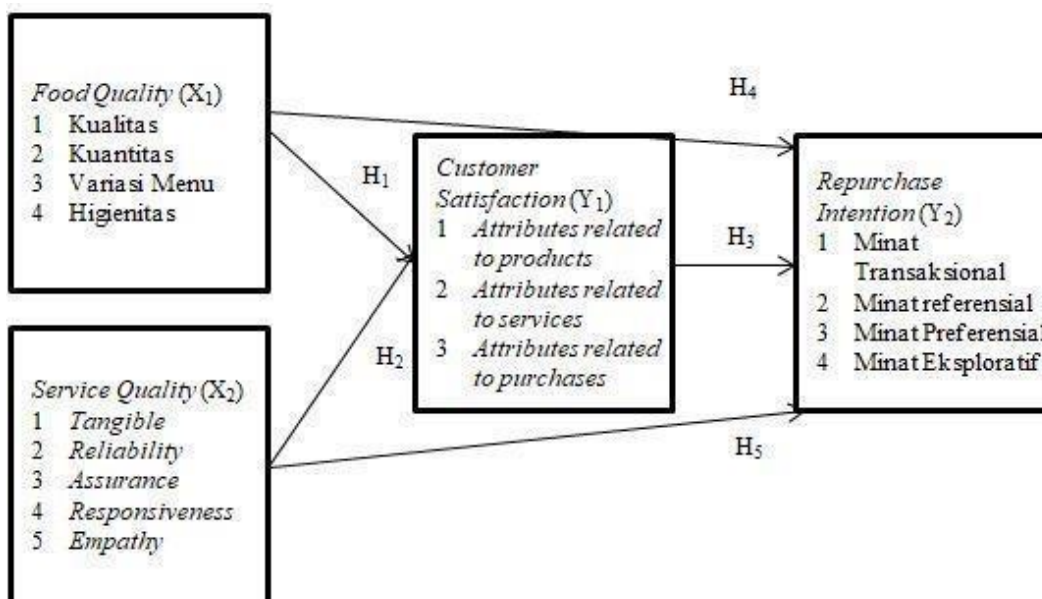 Food Quality (X₁)
1 Kualitas
2 Kuantitas
3 Variasi Menu
4 Higienitas
Service Quality (X₂)
1 Tangible
2 Reliability
3 Assurance
4 Responsiveness
5 Empathy
H₁
H₂
Customer
Satisfaction (Y₁)
1 Attributes related
to products
2 Attributes related
to services
3 Attributes related
to purchases
H₄
H₃
H₅
Repurchase
Intention (Y₂)
1 Minat
Transaksional
2 Minat referensial
3 Minat Preferensial
4 Minat Eksploratif